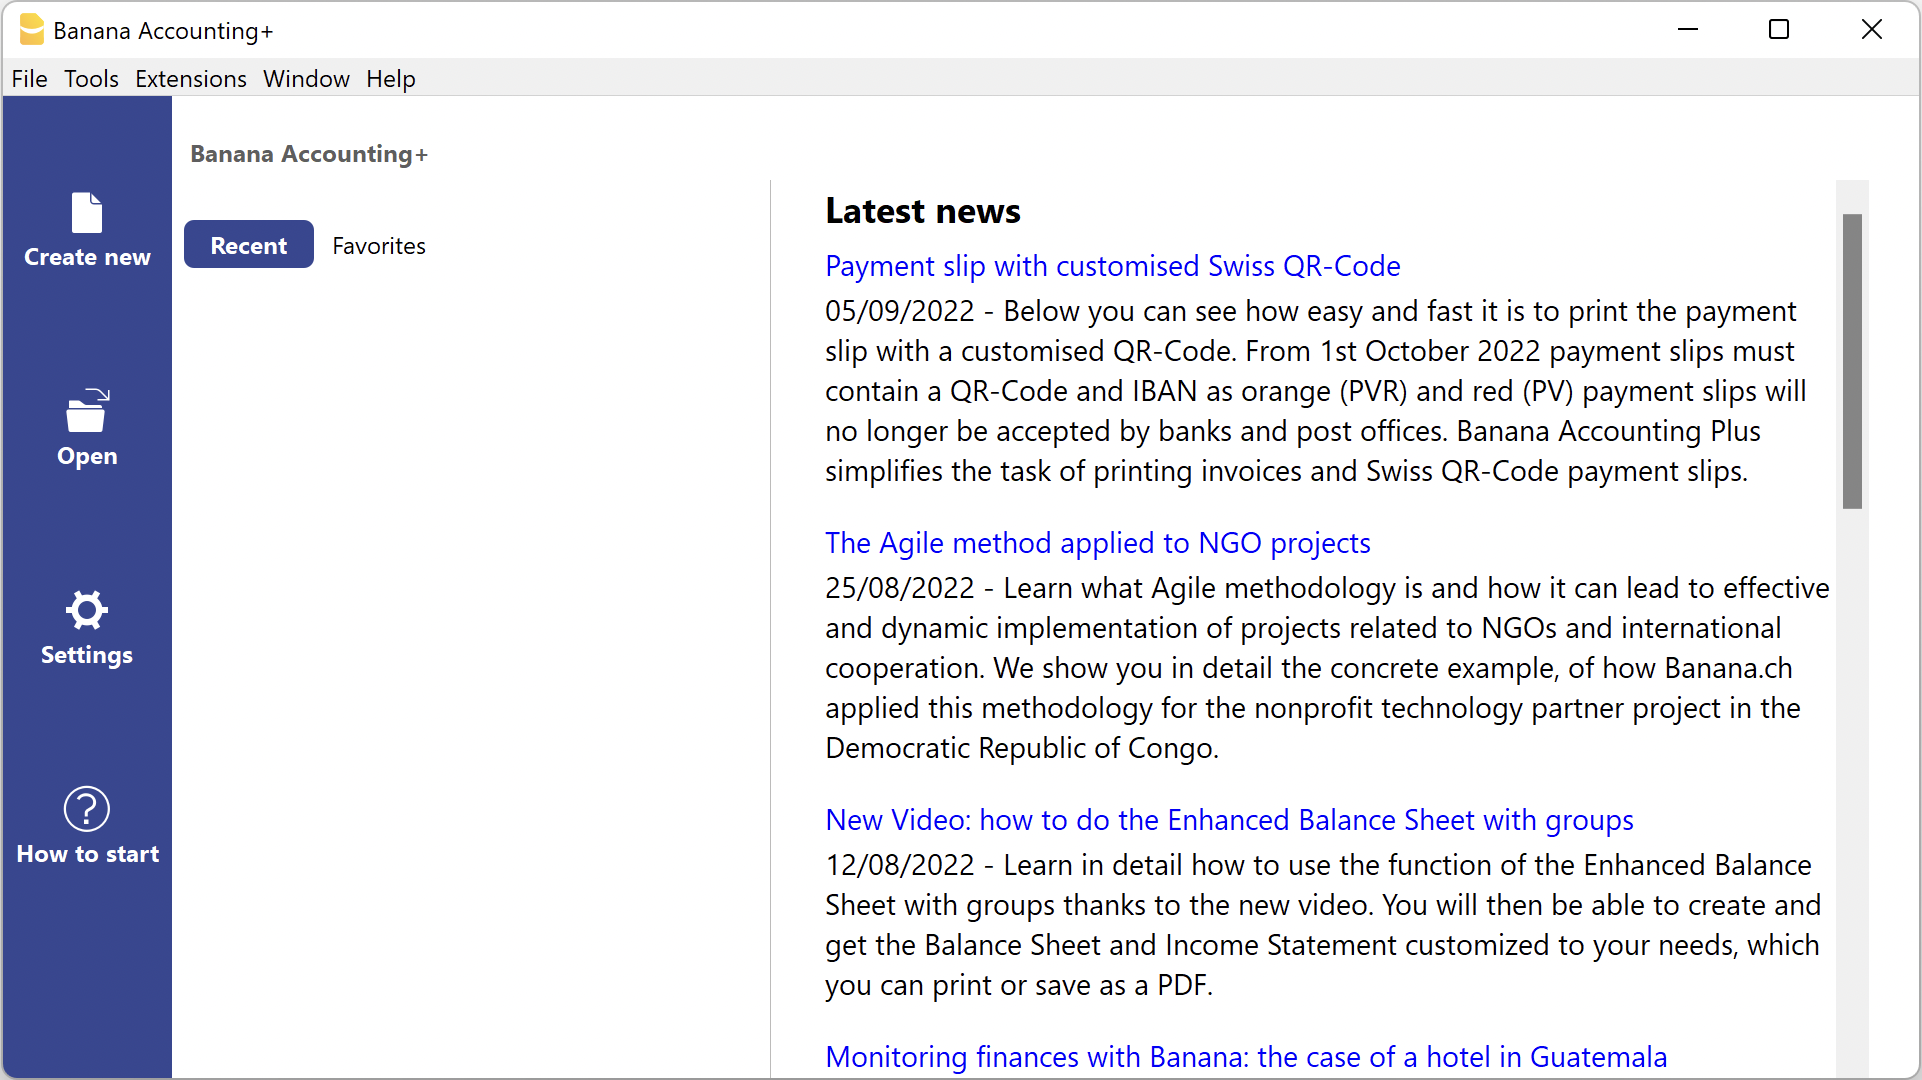 Banana Accounting+
File Tools Extensions Window Help
Banana Accounting+
Create new
Open
Settings
How to start
Recent Favorites
Latest news
Payment slip with customised Swiss QR-Code
05/09/2022 - Below you can see how easy and fast it is to print the payment
slip with a customised QR-Code. From 1st October 2022 payment slips must
contain a QR-Code and IBAN as orange (PVR) and red (PV) payment slips will
no longer be accepted by banks and post offices. Banana Accounting Plus
simplifies the task of printing invoices and Swiss QR-Code payment slips.
The Agile method applied to NGO projects
25/08/2022 - Learn what Agile methodology is and how it can lead to effective
and dynamic implementation of projects related to NGOs and international
cooperation. We show you in detail the concrete example, of how Banana.ch
applied this methodology for the nonprofit technology partner project in the
Democratic Republic of Congo.
New Video: how to do the Enhanced Balance Sheet with groups
12/08/2022 - Learn in detail how to use the function of the Enhanced Balance
Sheet with groups thanks to the new video. You will then be able to create and
get the Balance Sheet and Income Statement customized to your needs, which
you can print or save as a PDF.
Monitoring finances with Banana: the case of a hotel in Guatemala